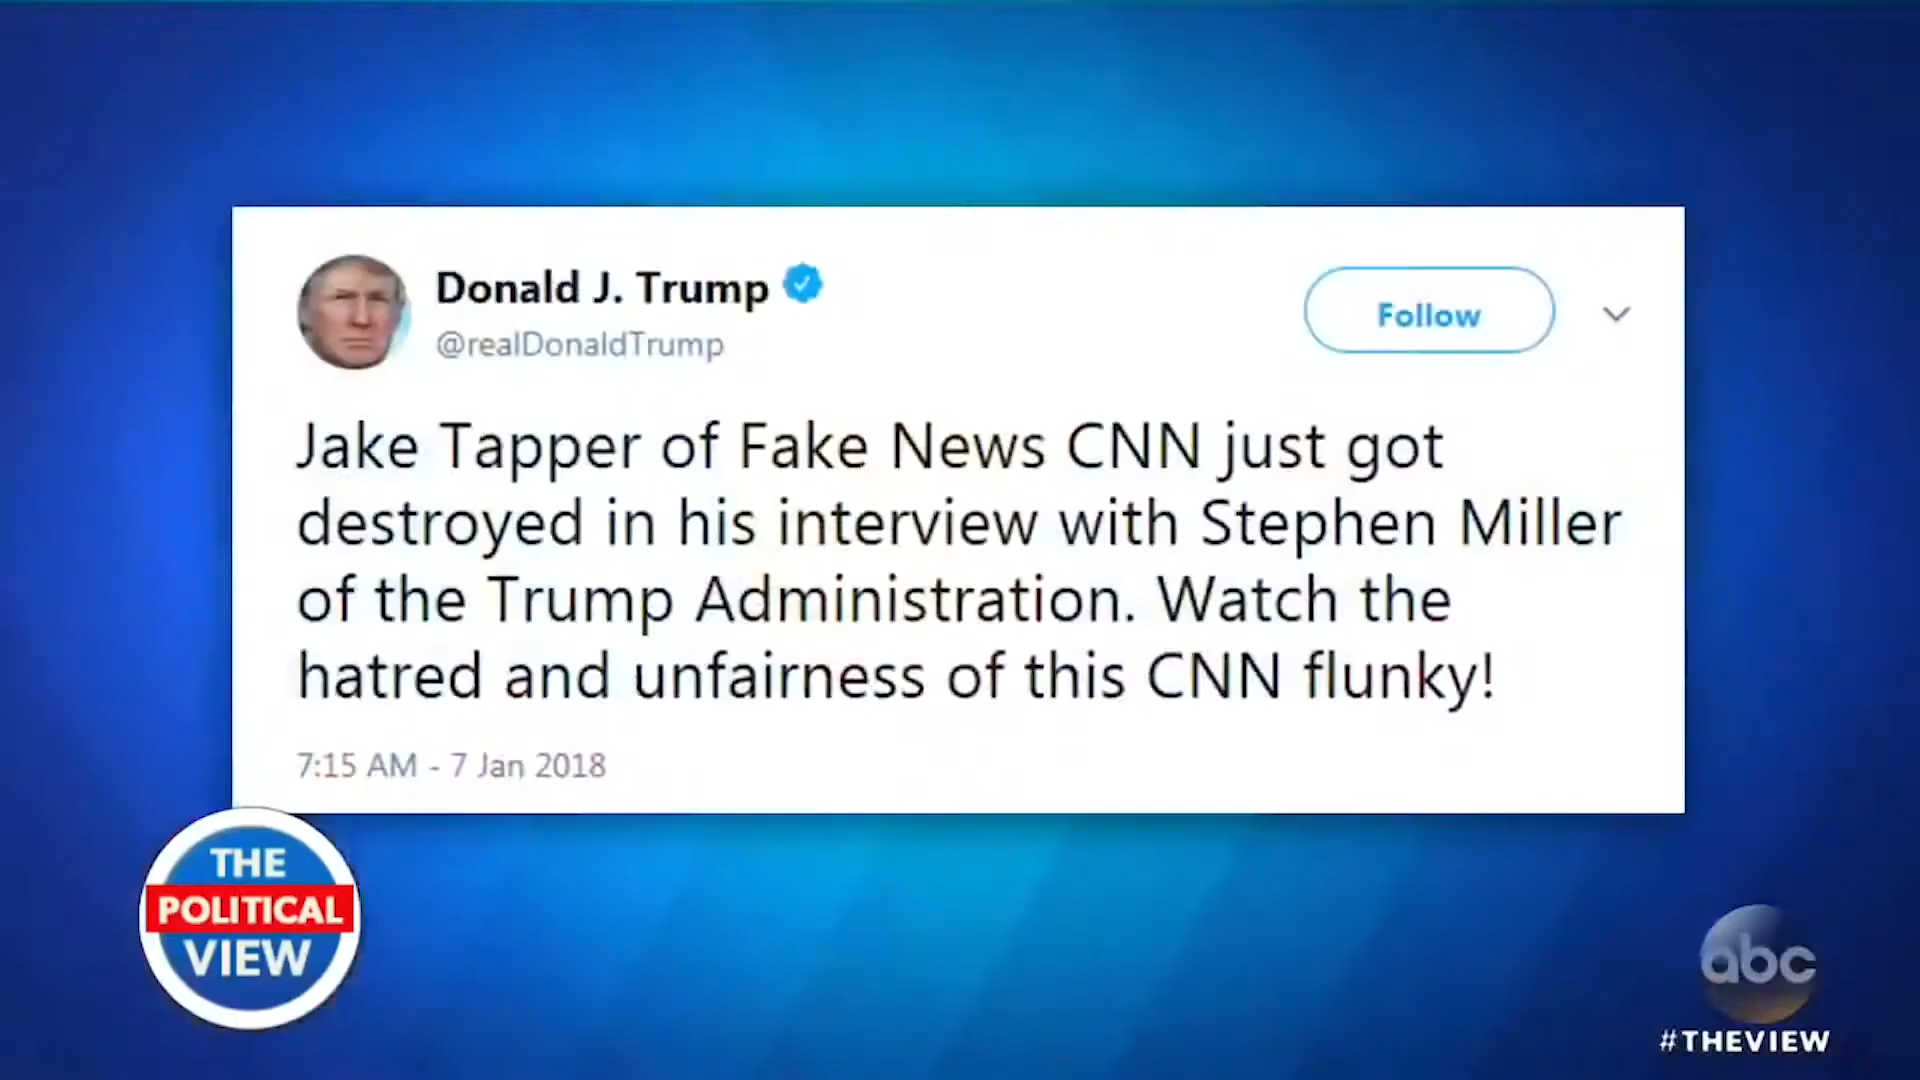 Donald J. Trump
@realDonaldTrump
Follow
Jake Tapper of Fake News CNN just got
destroyed in his interview with Stephen Miller
of the Trump Administration. Watch the
hatred and unfairness of this CNN flunky!
7:15 AM - 7 Jan 2018
THE
POLITICAL
VIEW
abc
#THEVIEW